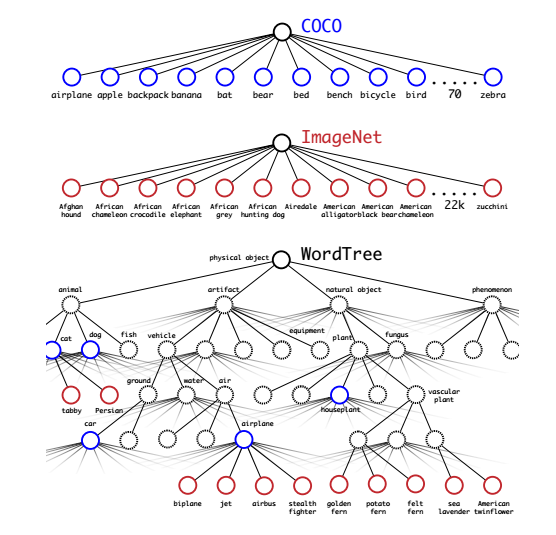 COCO
airplane apple backpack banana bat bear bed bench bicycle bird ..... 70 zebra
ImageNet
Afghan hound
African chameleon
African crocodile
African elephant
African grey
African hunting dog
Airedale
American alligator
American black bear
American chameleon
..... 22k
zucchini
WordTree
physical object
animal artifact natural object phenomenon
cat dog fish vehicle equipment plant fungus
tabby Persian ground water air houseplant vascular plant
car airplane
biplane jet airbus
stealth fighter
golden fern
potato fern
felt fern
sea lavender
American twinflower